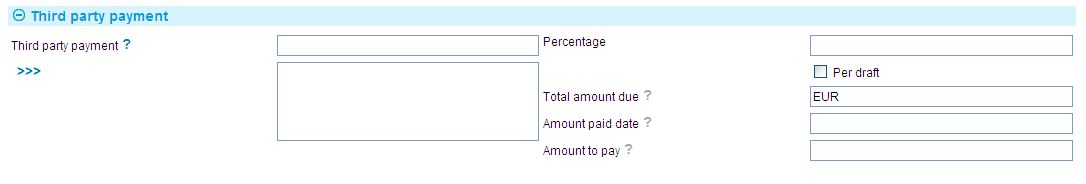 Third party payment
Third party payment ?
Percentage
>>>
Per draft
Total amount due ?
EUR
Amount paid date ?
Amount to pay ?